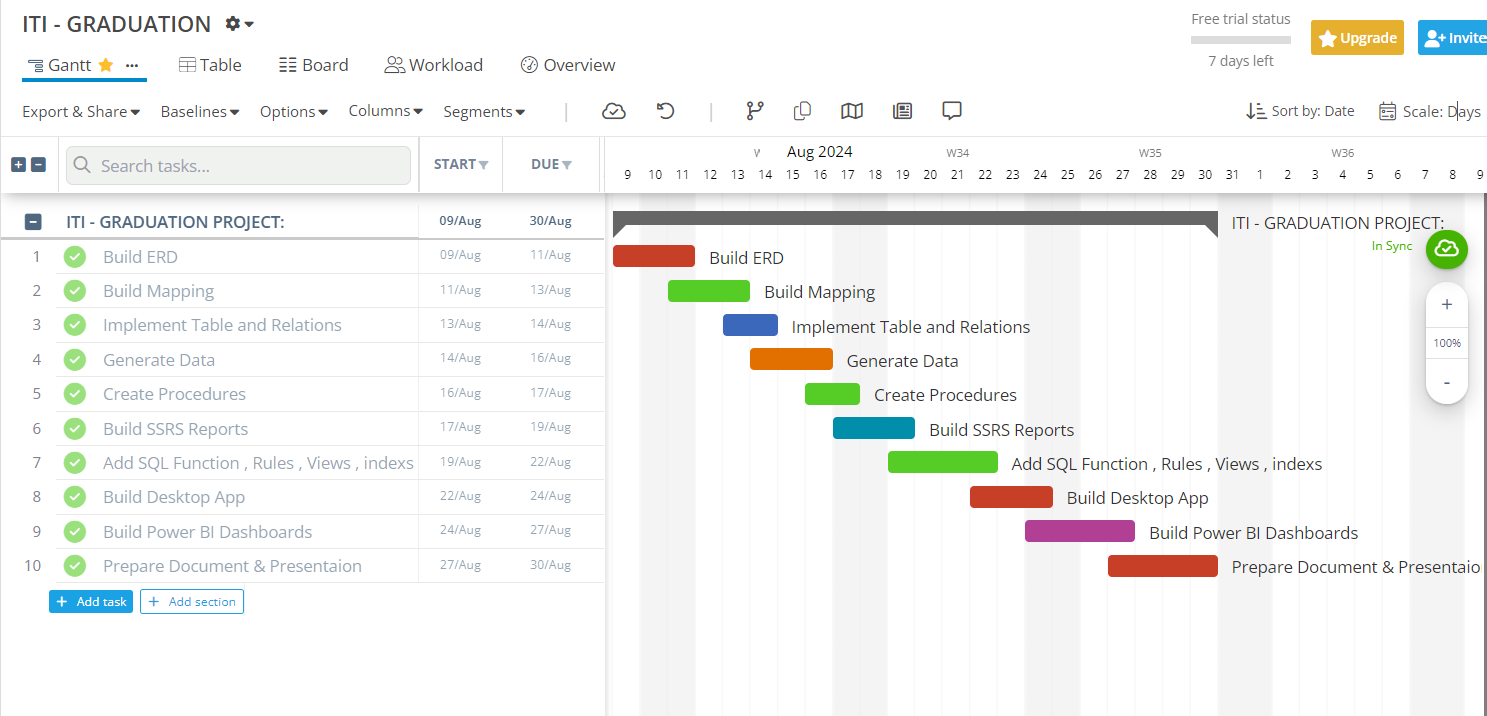 ITI - GRADUATION
Free trial status
7 days left
Upgrade
Invite
Gantt ... Table Board Workload Overview
Export & Share Baselines Options Columns Segments
Sort by: Date Scale: Days
Search tasks...
START DUE
Aug 2024 W34 W35 W36
9 10 11 12 13 14 15 16 17 18 19 20 21 22 23 24 25 26 27 28 29 30 31 1 2 3 4 5 6 7 8 9
ITI - GRADUATION PROJECT: 09/Aug 30/Aug ITI - GRADUATION PROJECT:
In Sync
1 Build ERD 09/Aug 11/Aug Build ERD
2 Build Mapping 11/Aug 13/Aug Build Mapping
3 Implement Table and Relations 13/Aug 14/Aug Implement Table and Relations
+
100%
-
4 Generate Data 14/Aug 16/Aug Generate Data
5 Create Procedures 16/Aug 17/Aug Create Procedures
6 Build SSRS Reports 17/Aug 19/Aug Build SSRS Reports
7 Add SQL Function , Rules , Views , indexs 19/Aug 22/Aug Add SQL Function , Rules , Views , indexs
8 Build Desktop App 22/Aug 24/Aug Build Desktop App
9 Build Power BI Dashboards 24/Aug 27/Aug Build Power BI Dashboards
10 Prepare Document & Presentaion 27/Aug 30/Aug Prepare Document & Presentaio
+ Add task + Add section